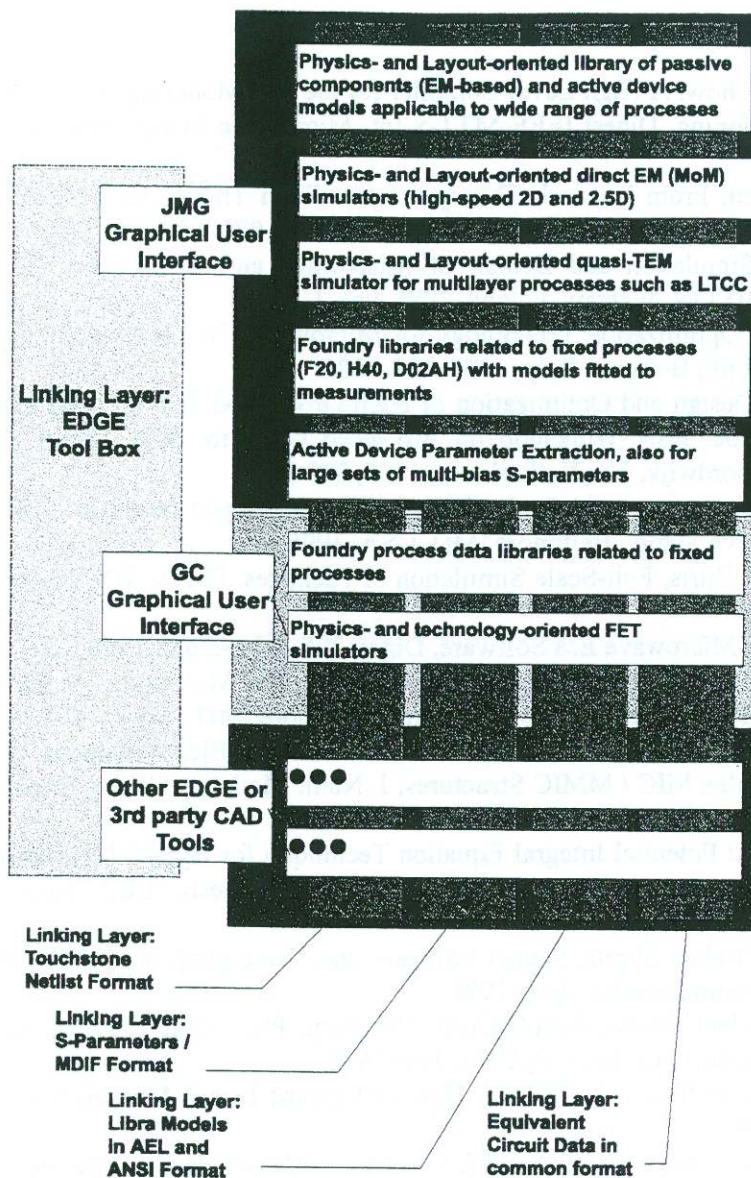 Physics- and Layout-oriented library of passive
components (EM-based) and active device
models applicable to wide range of processes
Physics- and Layout-oriented direct EM (MoM)
simulators (high-speed 2D and 2.5D)
JMG
Graphical User
Interface
Physics- and Layout-oriented quasi-TEM
simulator for multilayer processes such as LTCC
Foundry libraries related to fixed processes
(F20, H40, D02AH) with models fitted to
measurements
Linking Layer:
EDGE
Tool Box
Active Device Parameter Extraction, also for
large sets of multi-bias S-parameters
GC
Graphical User
Interface
Foundry process data libraries related to fixed
processes
Physics- and technology-oriented FET
simulators
Other EDGE or
3rd party CAD
Tools
●●●
●●●
Linking Layer:
Touchstone
Netlist Format
Linking Layer:
S-Parameters /
MDIF Format
Linking Layer:
Libra Models
in AEL and
ANSI Format
Linking Layer:
Equivalent
Circuit Data in
common format